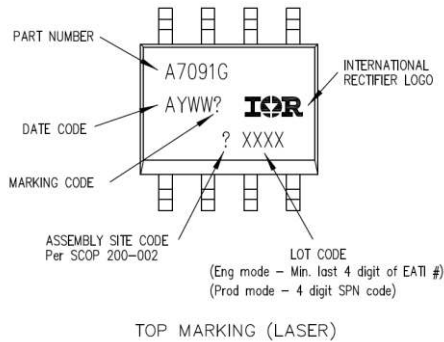 PART NUMBER
A7091G
INTERNATIONAL
RECTIFIER LOGO
AYWW?
IOR
DATE CODE
? XXXX
MARKING CODE
ASSEMBLY SITE CODE
Per SCOP 200-002
LOT CODE
(Eng mode - Min. last 4 digit of EATI #)
(Prod mode - 4 digit SPN code)
TOP MARKING (LASER)